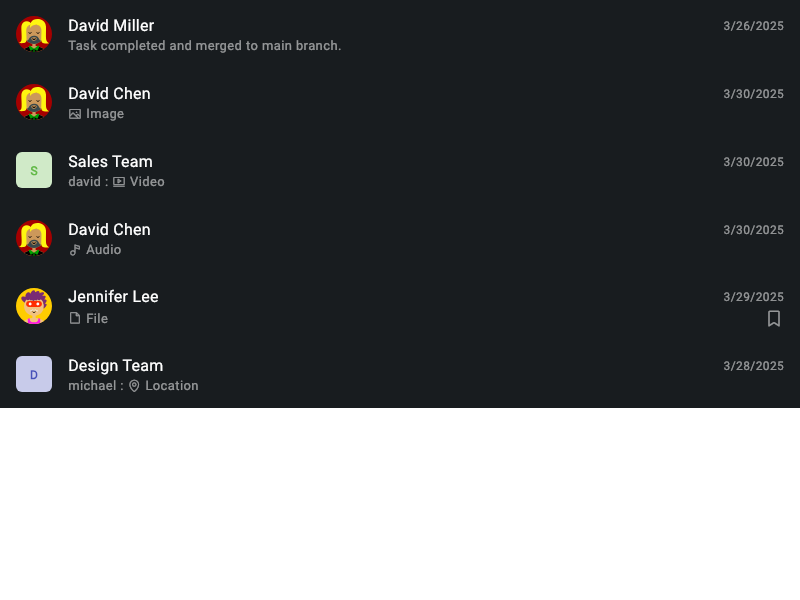 David Miller 3/26/2025
Task completed and merged to main branch.
David Chen 3/30/2025
Image
S Sales Team 3/30/2025
david : Video
David Chen 3/30/2025
Audio
Jennifer Lee 3/29/2025
File
D Design Team 3/28/2025
michael : Location